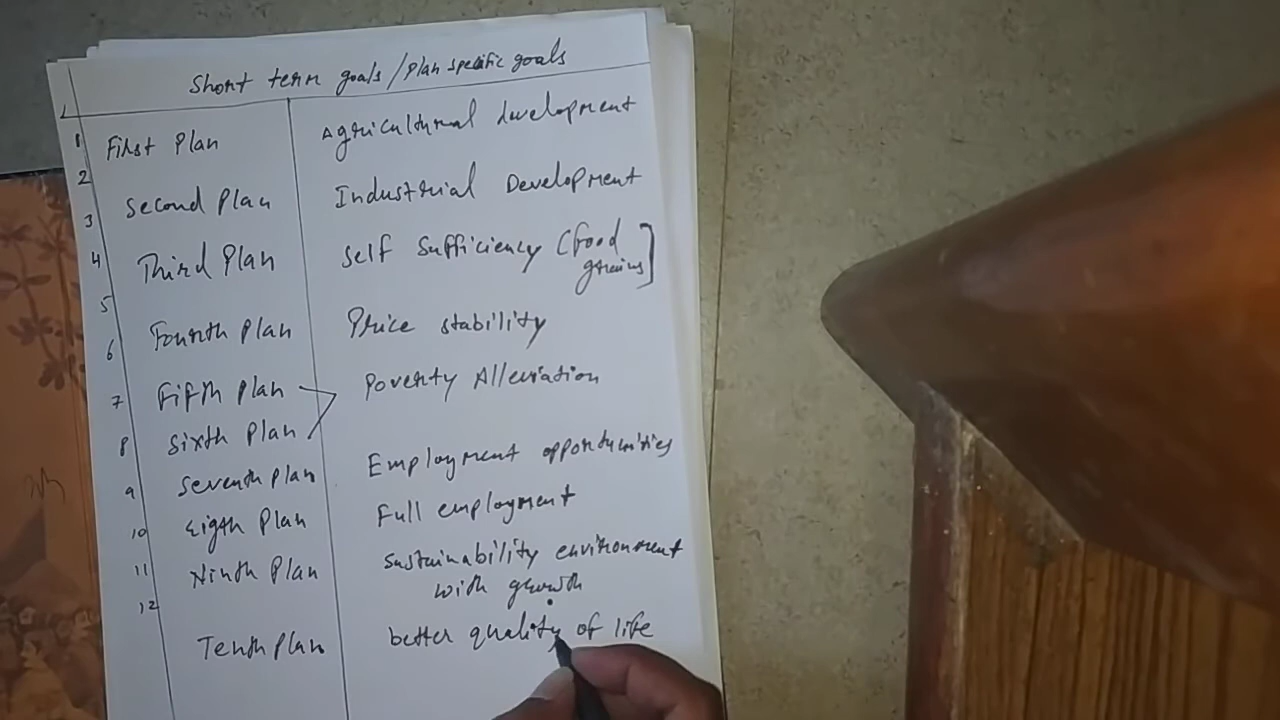 Short term goals/Plan specific goals
1 First Plan Agricultural development
2 Second Plan Industrial Development
3 Third Plan Self Sufficiency (food
grains]
4 Fourth Plan Price stability
5 Fifth Plan Poverty Alleviation
6 Sixth Plan
7 Seventh Plan Employment opportunities
8 Eigth Plan Full employment
9 Ninth Plan Sustainability environment
with growth
10 Tenth Plan better quality of life
11
12